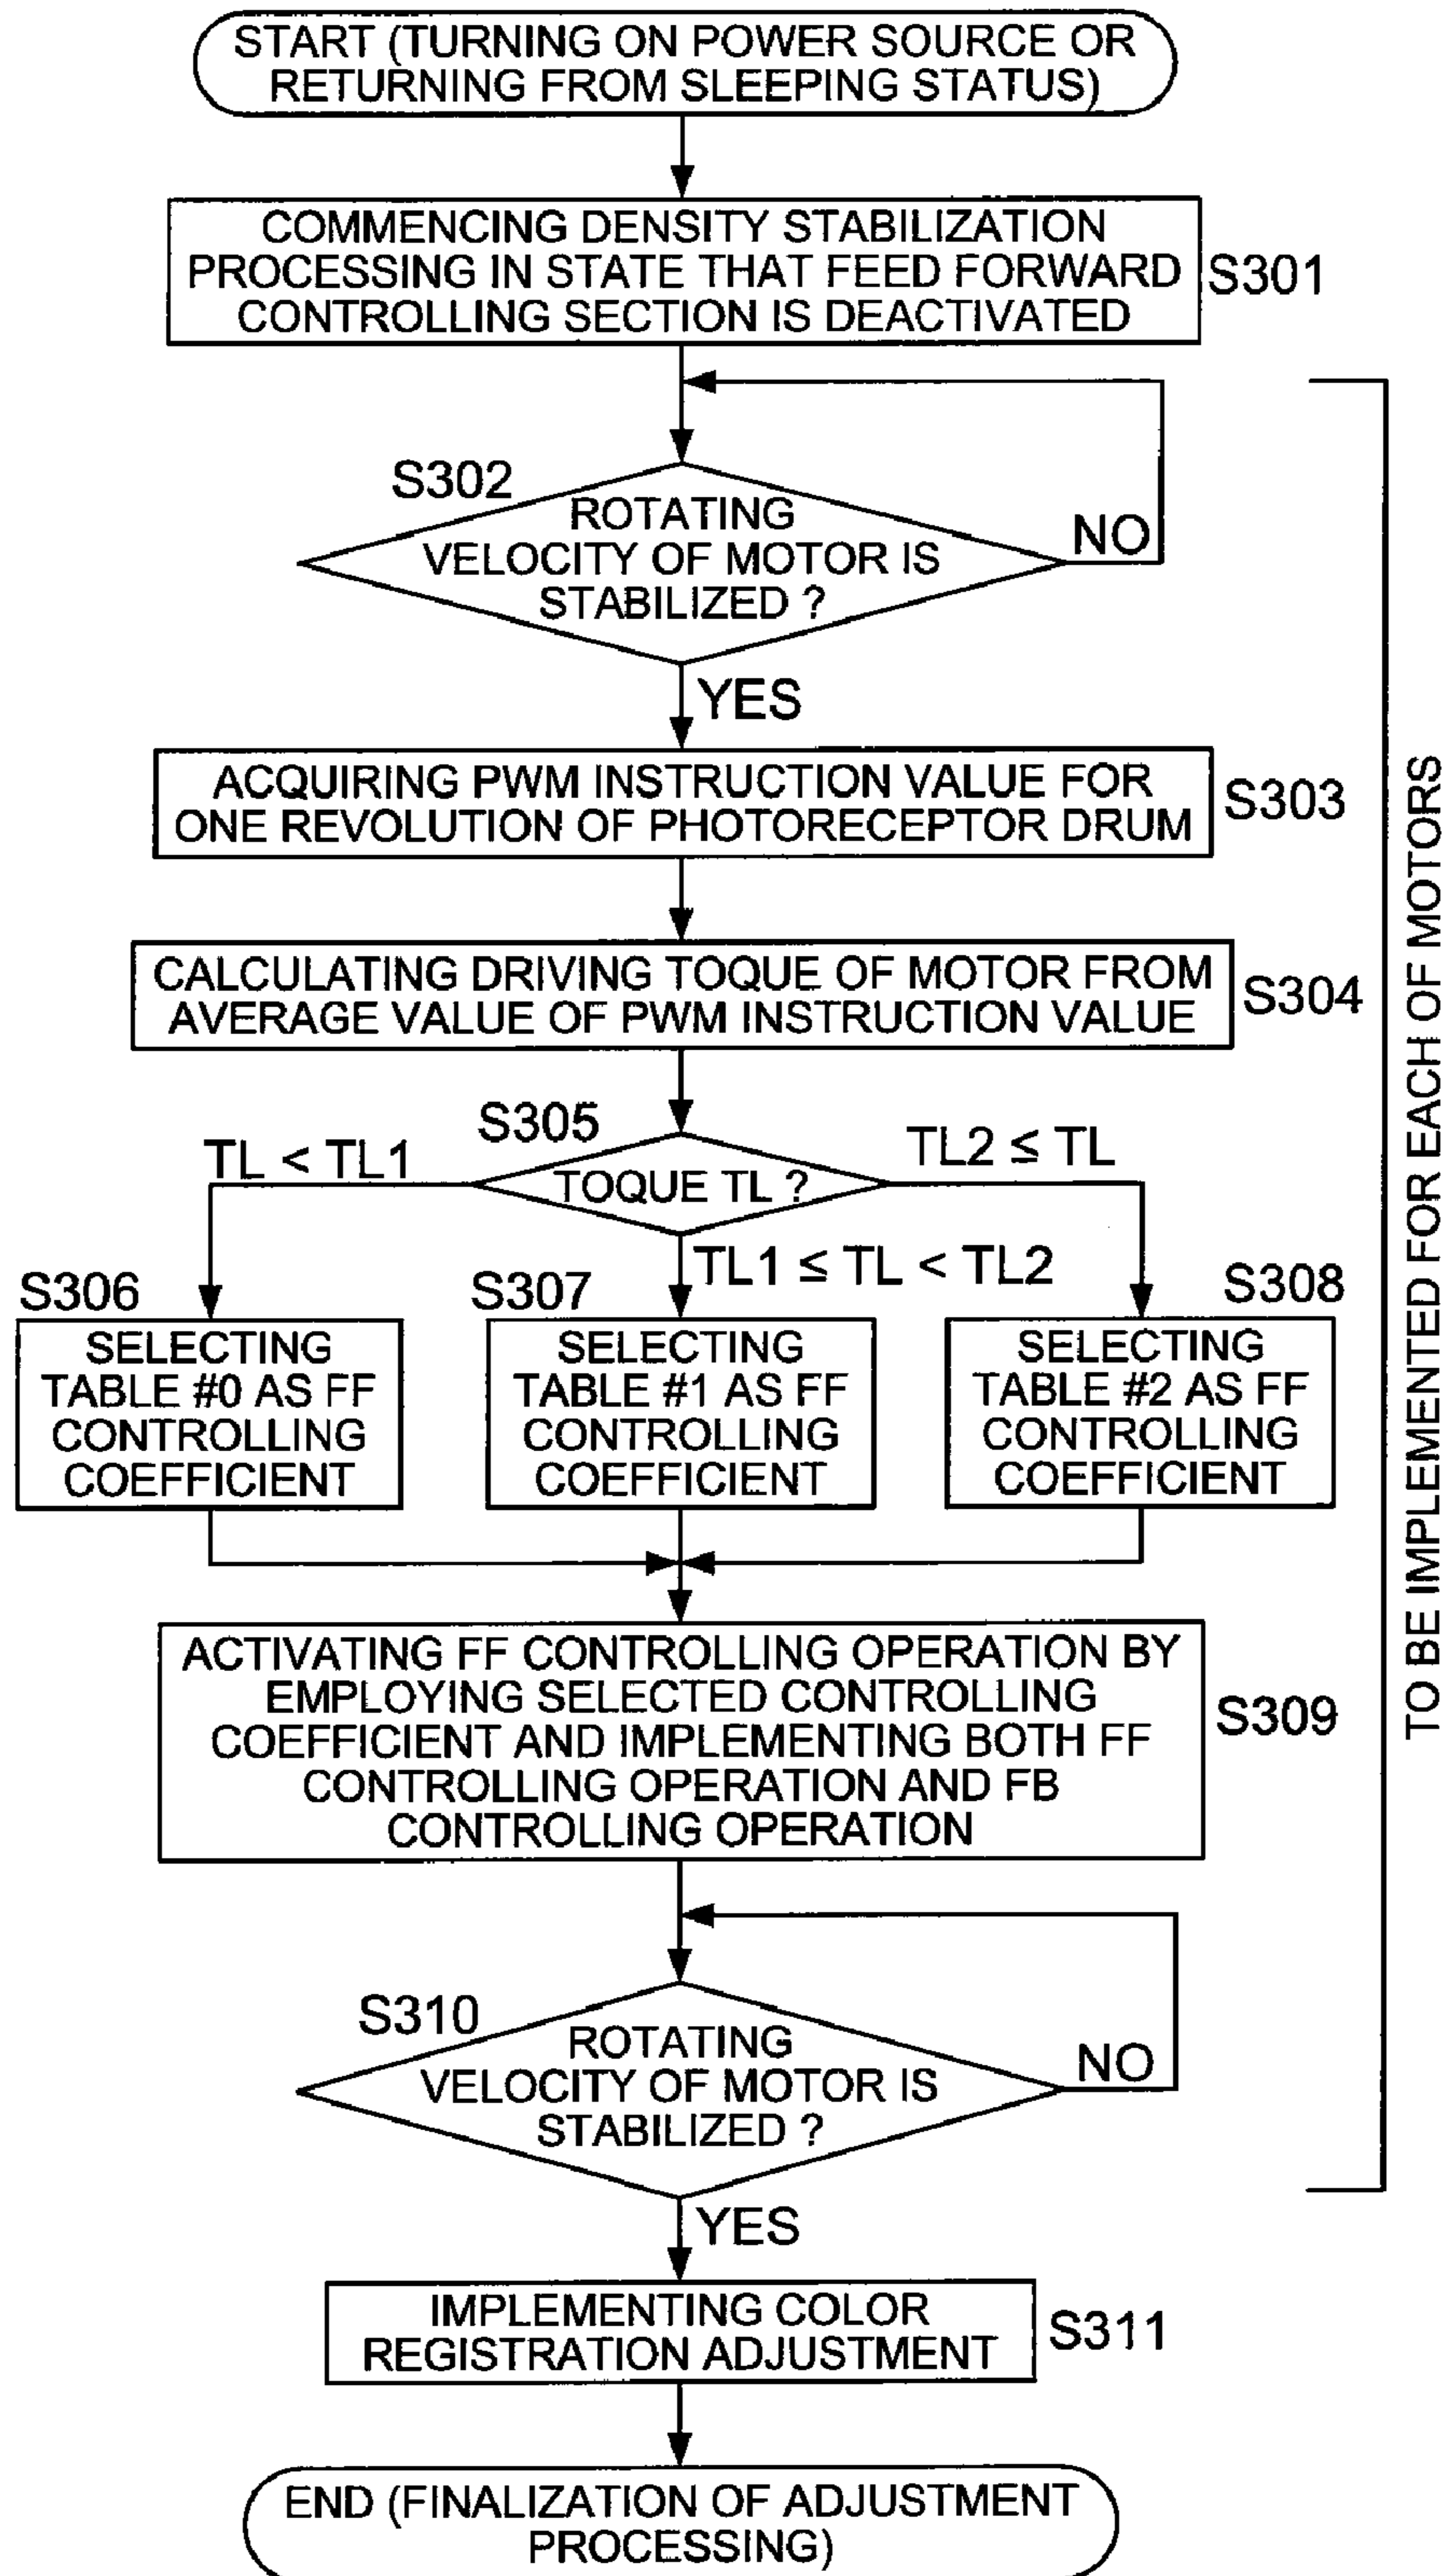 START (TURNING ON POWER SOURCE OR
RETURNING FROM SLEEPING STATUS)
COMMENCING DENSITY STABILIZATION
PROCESSING IN STATE THAT FEED FORWARD
CONTROLLING SECTION IS DEACTIVATED
S301
S302
ROTATING
VELOCITY OF MOTOR IS
STABILIZED ?
NO
YES
ACQUIRING PWM INSTRUCTION VALUE FOR
ONE REVOLUTION OF PHOTORECEPTOR DRUM
S303
CALCULATING DRIVING TOQUE OF MOTOR FROM
AVERAGE VALUE OF PWM INSTRUCTION VALUE
S304
S305
TOQUE TL ?
TL < TL1
TL2 ≤ TL
TL1 ≤ TL < TL2
S306
SELECTING
TABLE #0 AS FF
CONTROLLING
COEFFICIENT
S307
SELECTING
TABLE #1 AS FF
CONTROLLING
COEFFICIENT
S308
SELECTING
TABLE #2 AS FF
CONTROLLING
COEFFICIENT
ACTIVATING FF CONTROLLING OPERATION BY
EMPLOYING SELECTED CONTROLLING
COEFFICIENT AND IMPLEMENTING BOTH FF
CONTROLLING OPERATION AND FB
CONTROLLING OPERATION
S309
S310
ROTATING
VELOCITY OF MOTOR IS
STABILIZED ?
NO
YES
TO BE IMPLEMENTED FOR EACH OF MOTORS
IMPLEMENTING COLOR
REGISTRATION ADJUSTMENT
S311
END (FINALIZATION OF ADJUSTMENT
PROCESSING)